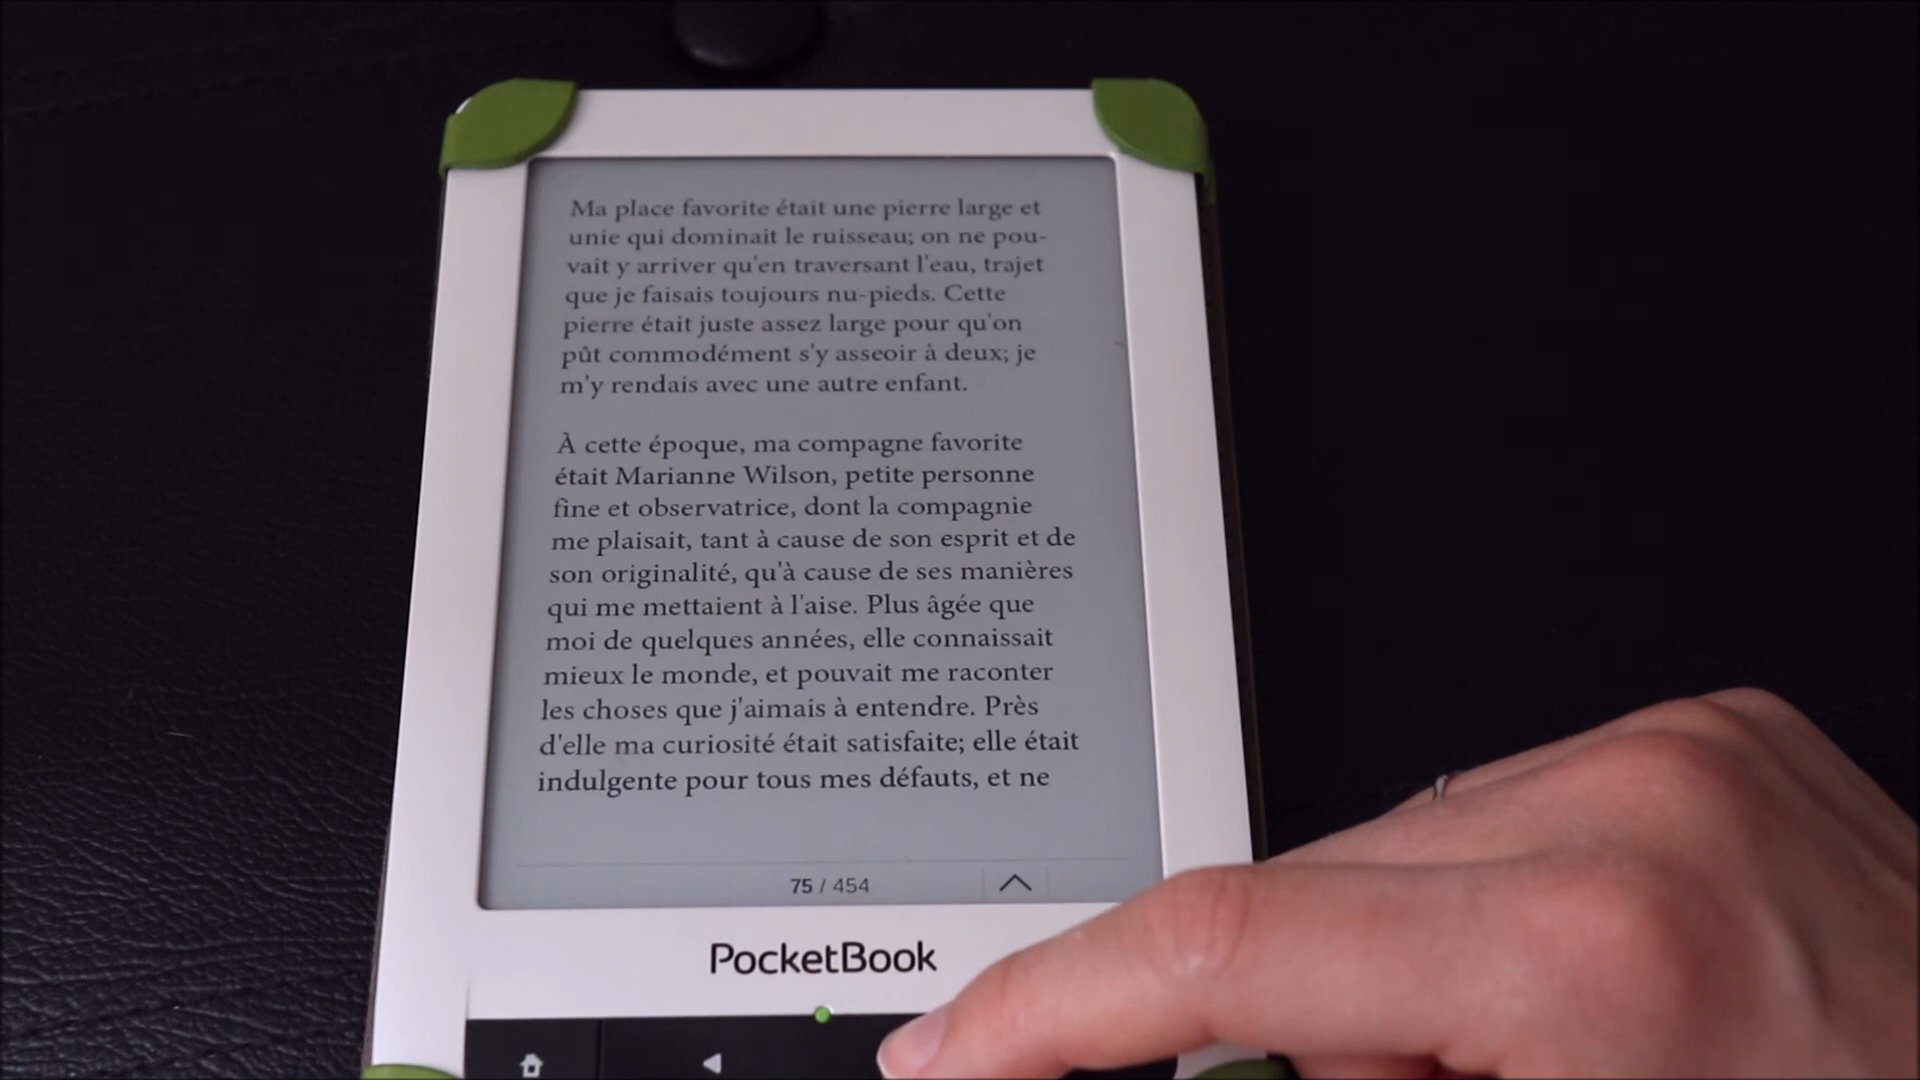 Ma place favorite était une pierre large et
unie qui dominait le ruisseau; on ne pou-
vait y arriver qu'en traversant l'eau, trajet
que je faisais toujours nu-pieds. Cette
pierre était juste assez large pour qu'on
pût commodément s'y asseoir à deux; je
m'y rendais avec une autre enfant.
À cette époque, ma compagne favorite
était Marianne Wilson, petite personne
fine et observatrice, dont la compagnie
me plaisait, tant à cause de son esprit et de
son originalité, qu'à cause de ses manières
qui me mettaient à l'aise. Plus âgée que
moi de quelques années, elle connaissait
mieux le monde, et pouvait me raconter
les choses que j'aimais à entendre. Près
d'elle ma curiosité était satisfaite; elle était
indulgente pour tous mes défauts, et ne
75 / 454
PocketBook